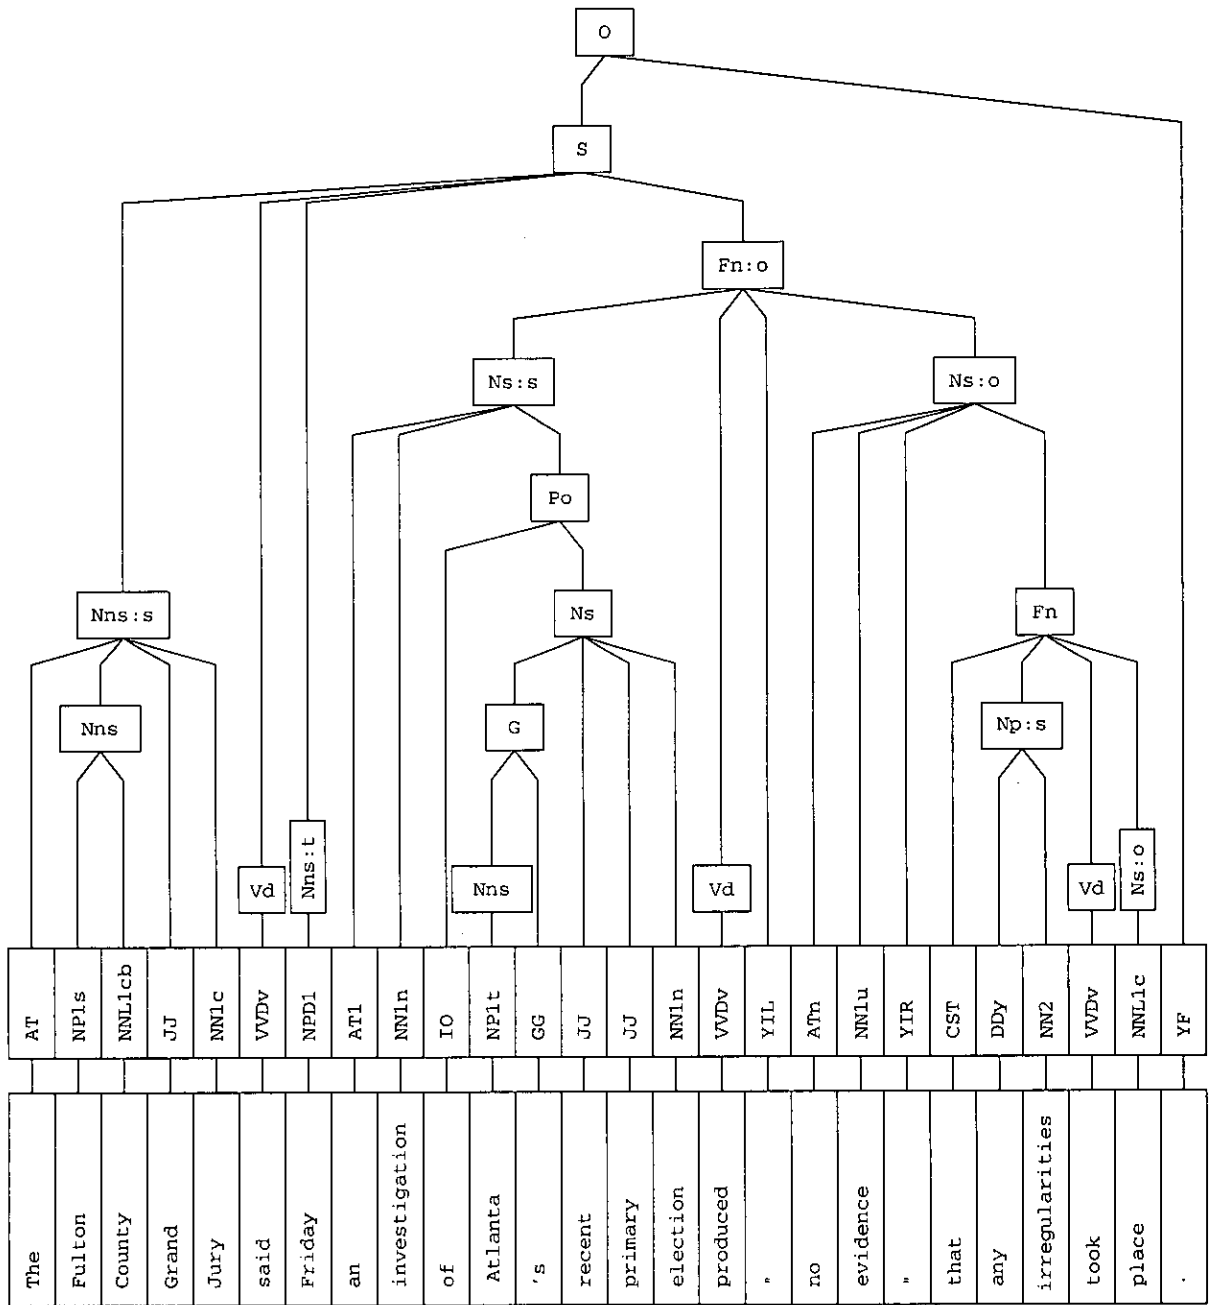 O
S
Fn:o
Ns:s Ns:o
Po
Nns:s Ns Fn
Nns G Np:s
Vd Nns:t Nns Vd Vd Ns:o
AT NP1s NNL1cb JJ NN1c VVDv NPD1 AT1 NN1n IO NP1t GG JJ JJ NN1n VVDv YIL ATn NN1u YIR CST DDy NN2 VVDv NNL1c YF
The Fulton County Grand Jury said Friday an investigation of Atlanta 's recent primary election produced " no evidence " that any irregularities took place .